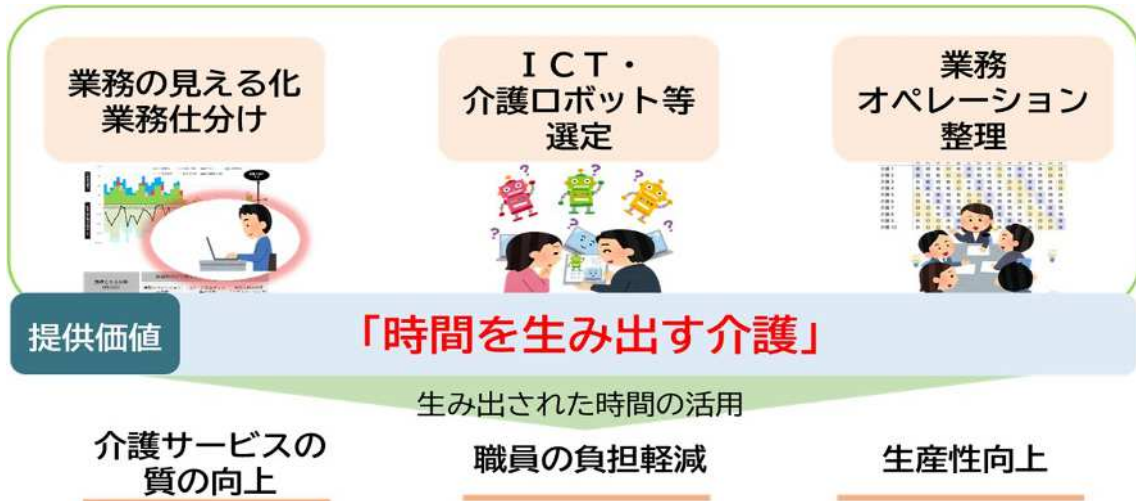 業務の見える化
業務仕分け
ＩＣＴ・
介護ロボット等
選定
業務
オペレーション
整理
提供価値
「時間を生み出す介護」
生み出された時間の活用
介護サービスの
質の向上
職員の負担軽減
生産性向上